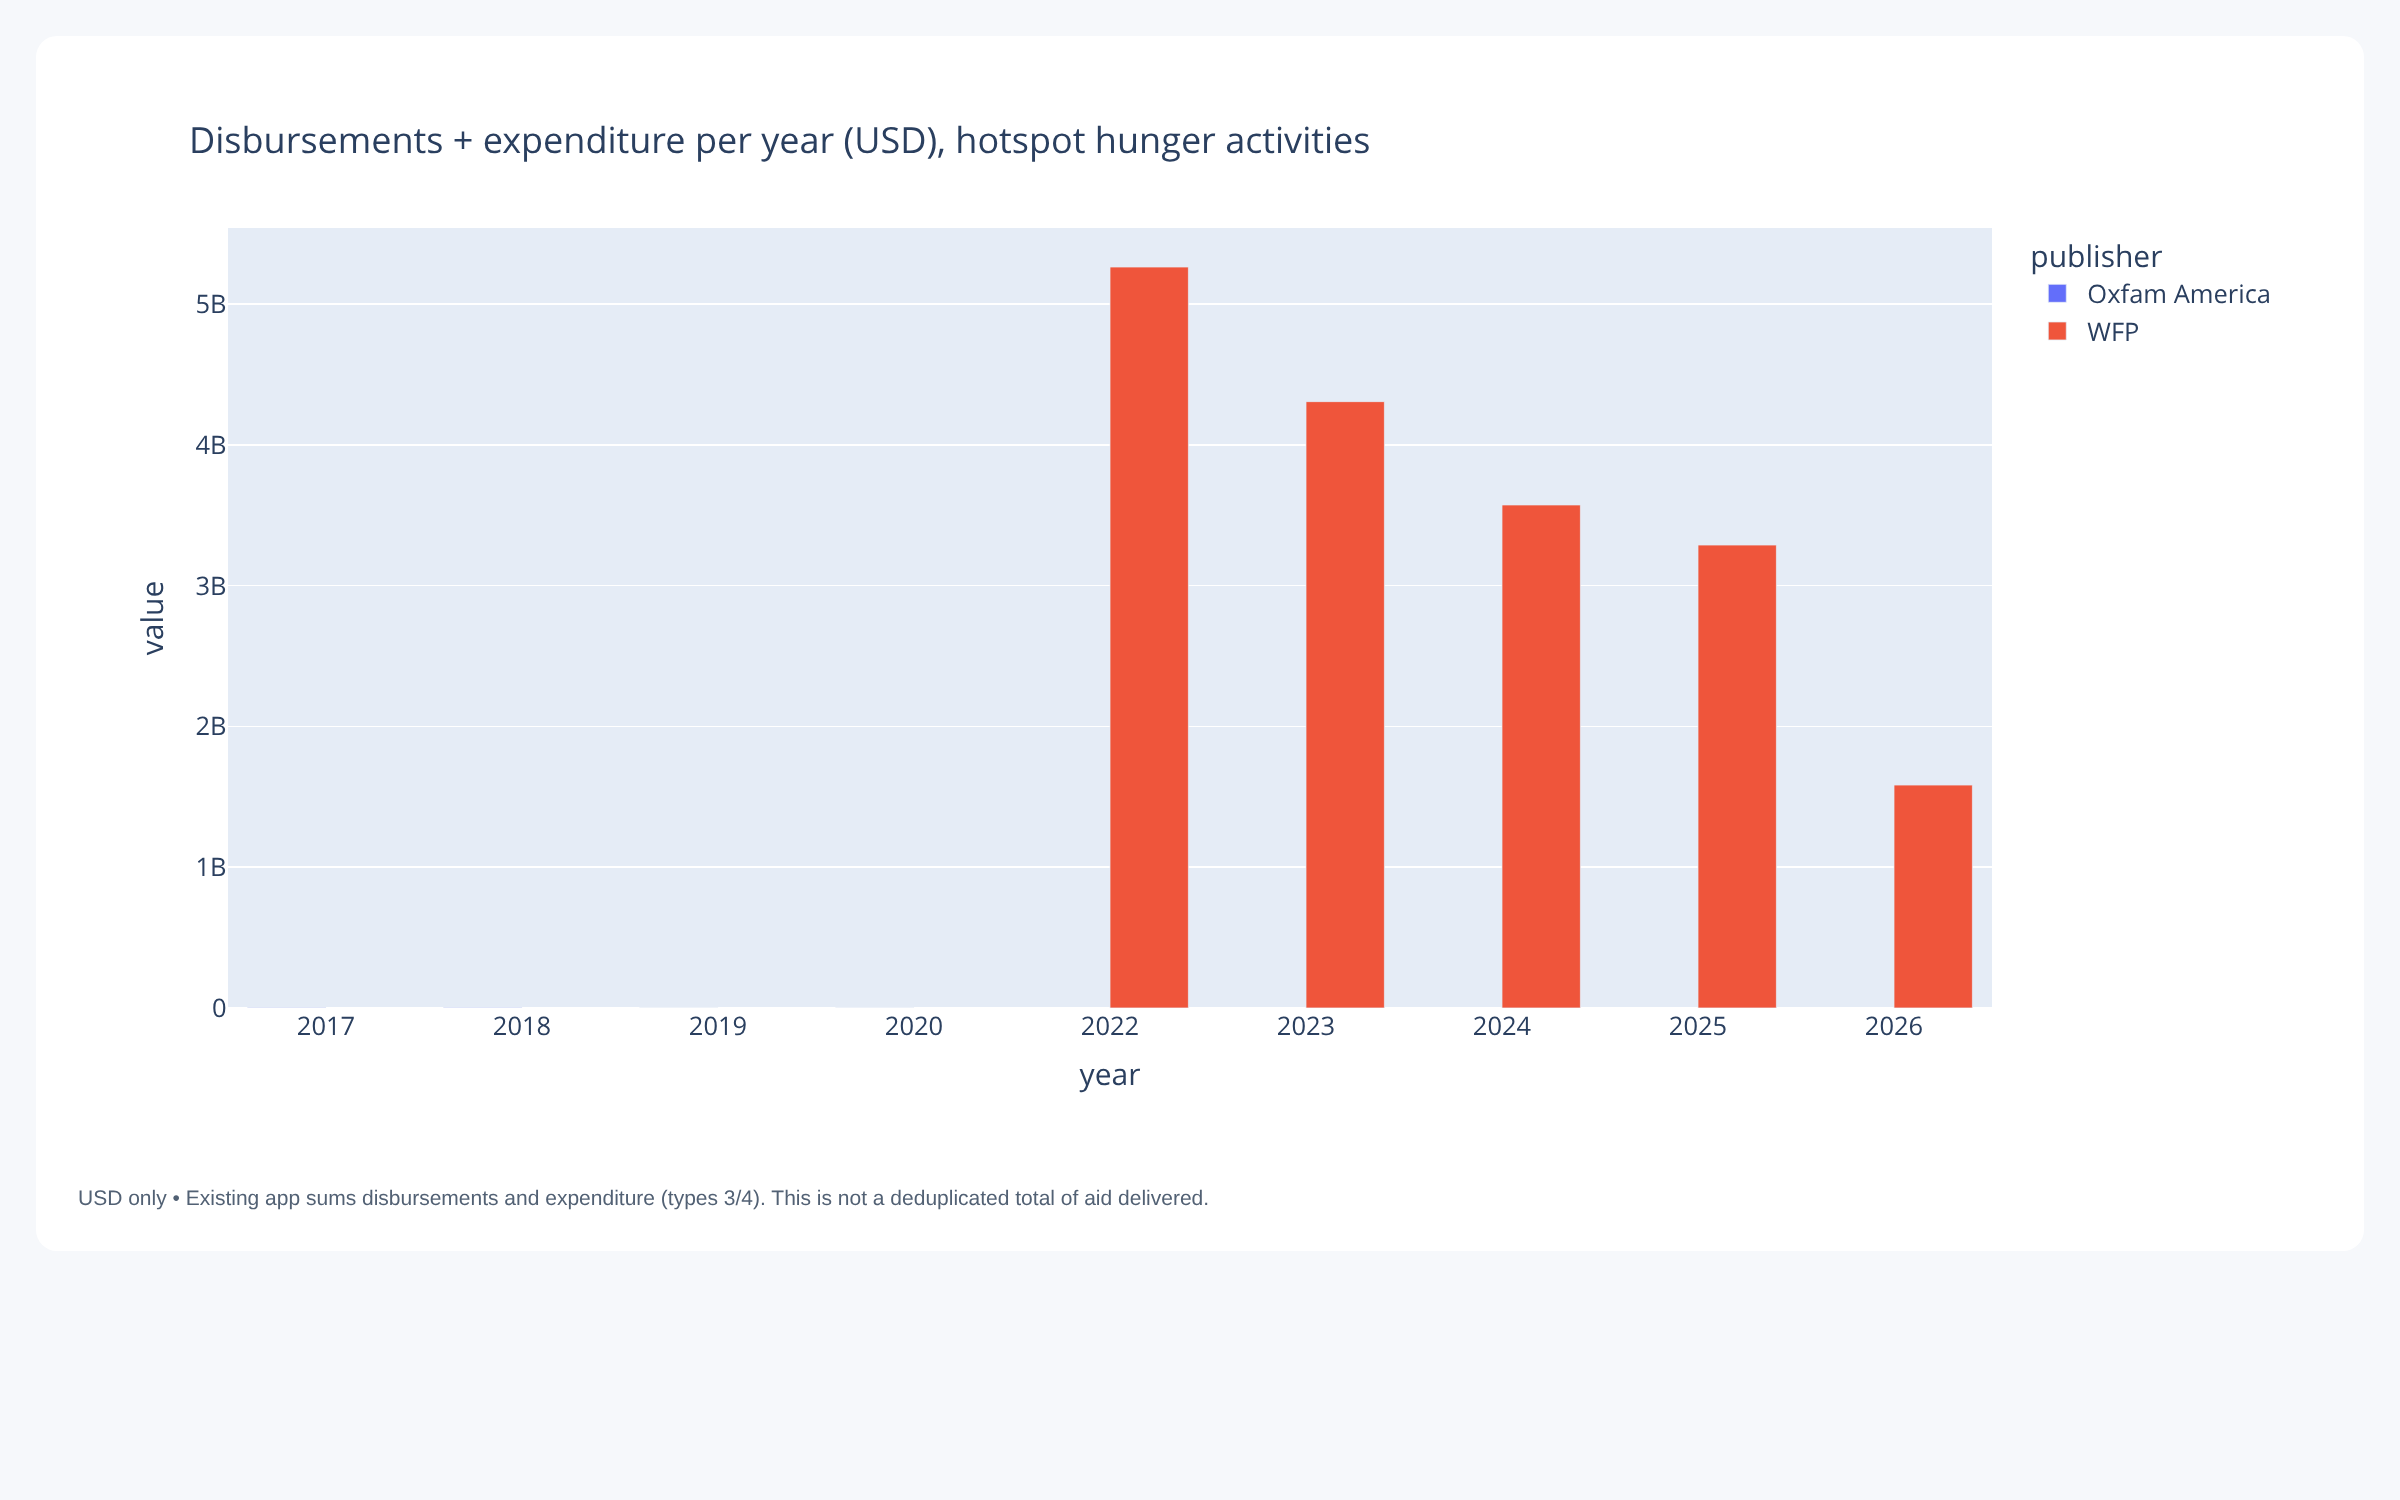 Disbursements + expenditure per year (USD), hotspot hunger activities
publisher
Oxfam America
WFP
5B
4B
3B
2B
1B
0
value
2017 2018 2019 2020 2022 2023 2024 2025 2026
year
USD only • Existing app sums disbursements and expenditure (types 3/4). This is not a deduplicated total of aid delivered.